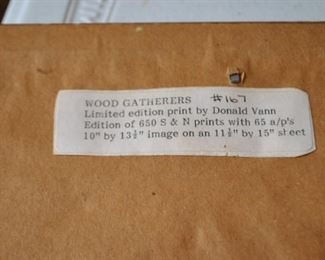 WOOD GATHERERS #167
Limited edition print by Donald Vann
Edition of 650 S & N prints with 65 a/p's
10" by 13½" image on an 11½" by 15" sheet